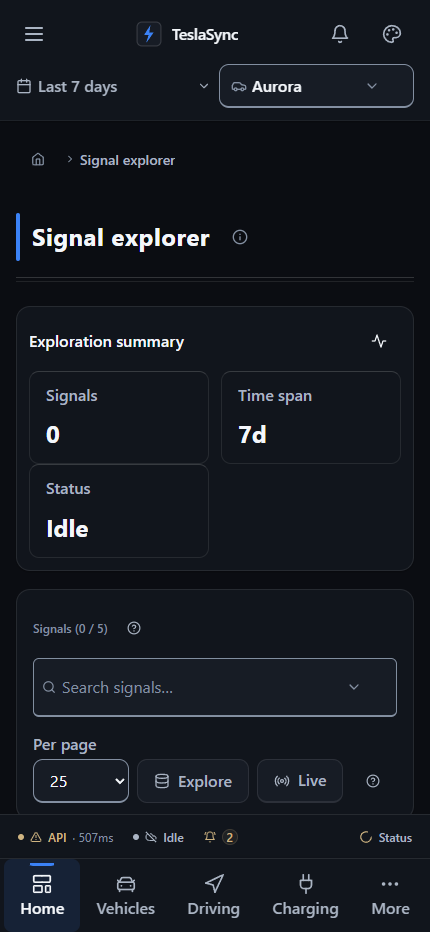 TeslaSync
Last 7 days
Aurora
Signal explorer
Signal explorer
Exploration summary
Signals
Time span
0
7d
Status
Idle
Signals (0 / 5)
Search signals...
Per page
25
Explore
Live
API · 507ms
Idle
2
Status
Home
Vehicles
Driving
Charging
More